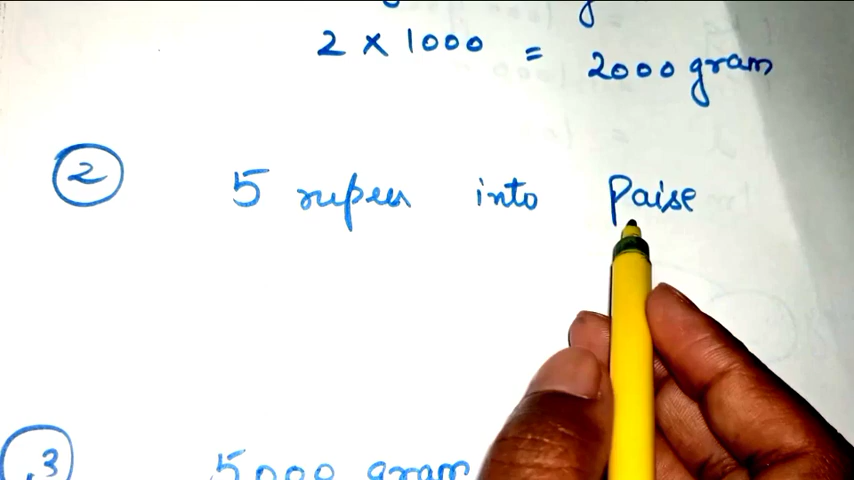 2 × 1000 = 2000 gram
2 5 rupees into Paise
.3 5000 gram